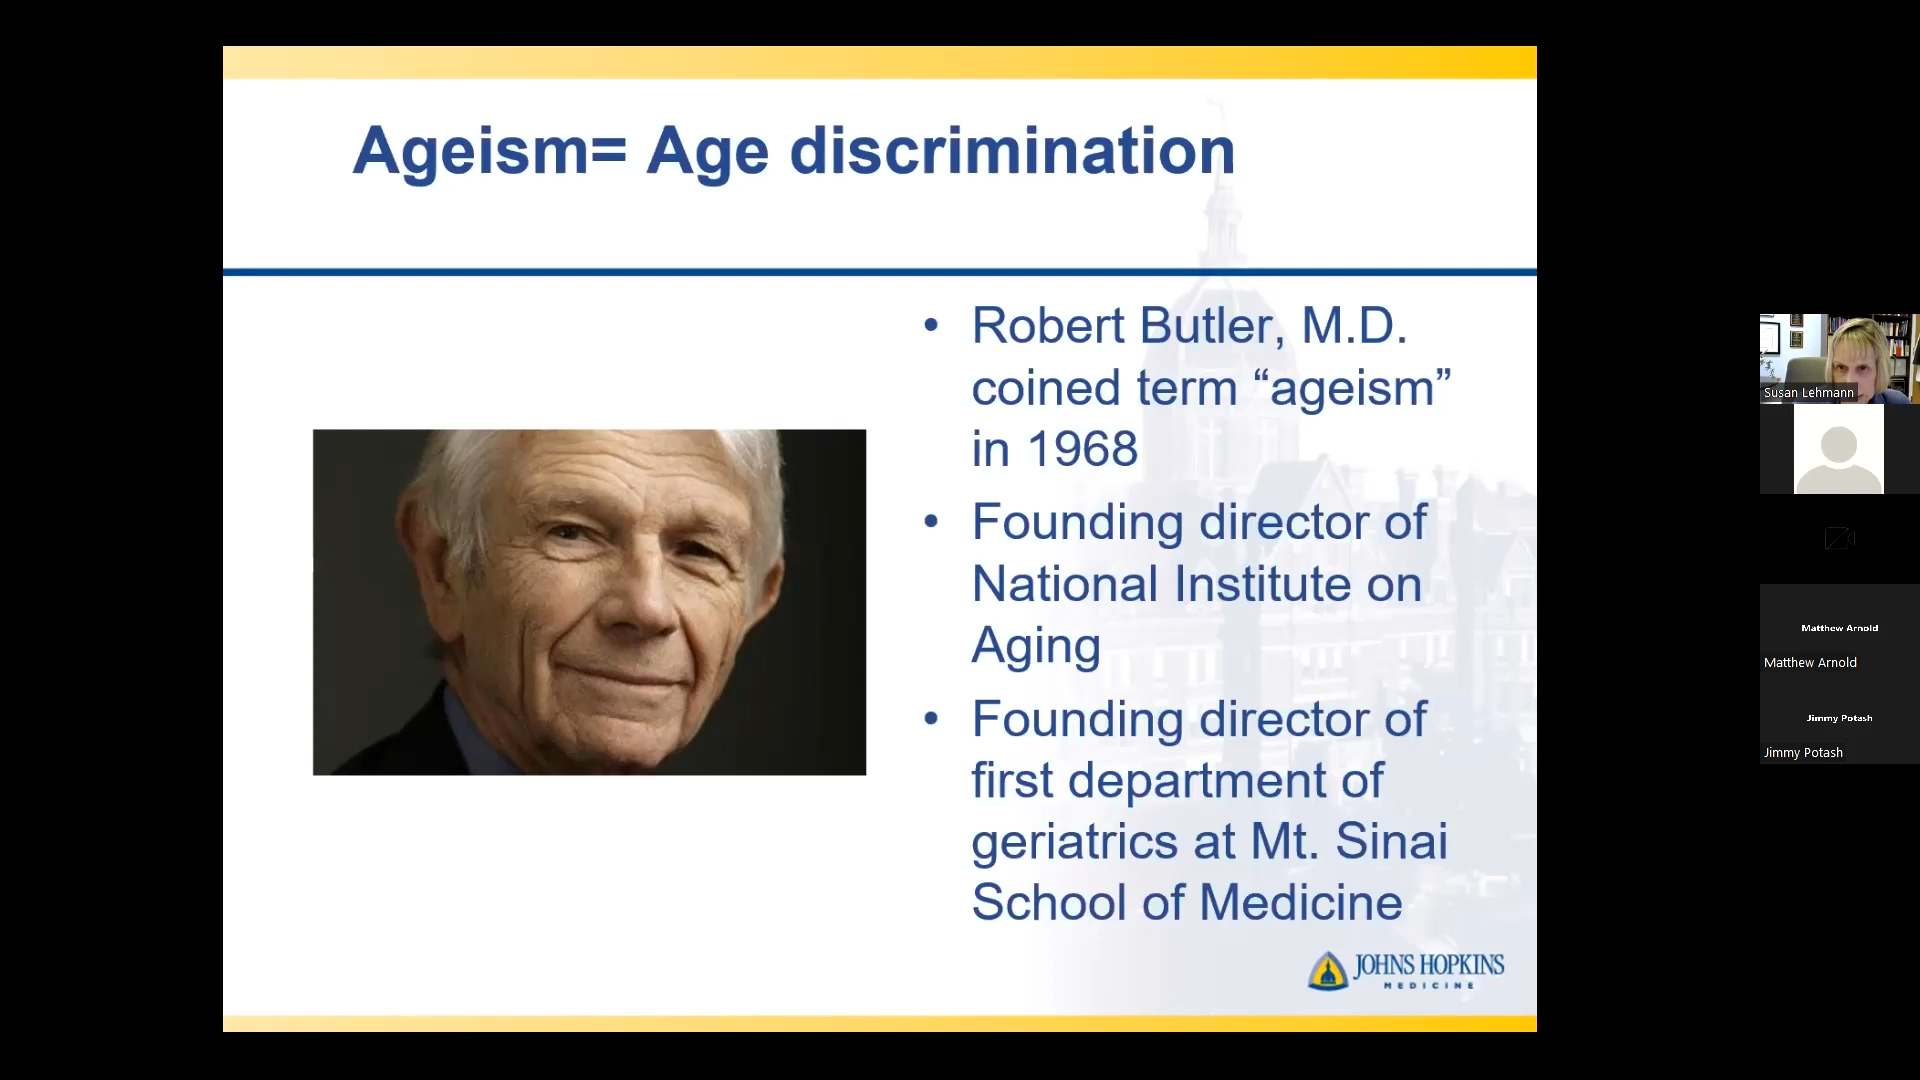 Ageism= Age discrimination
• Robert Butler, M.D.
coined term “ageism”
in 1968
• Founding director of
National Institute on
Aging
• Founding director of
first department of
geriatrics at Mt. Sinai
School of Medicine
JOHNS HOPKINS
MEDICINE
Susan Lehmann
Matthew Arnold
Matthew Arnold
Jimmy Potash
Jimmy Potash